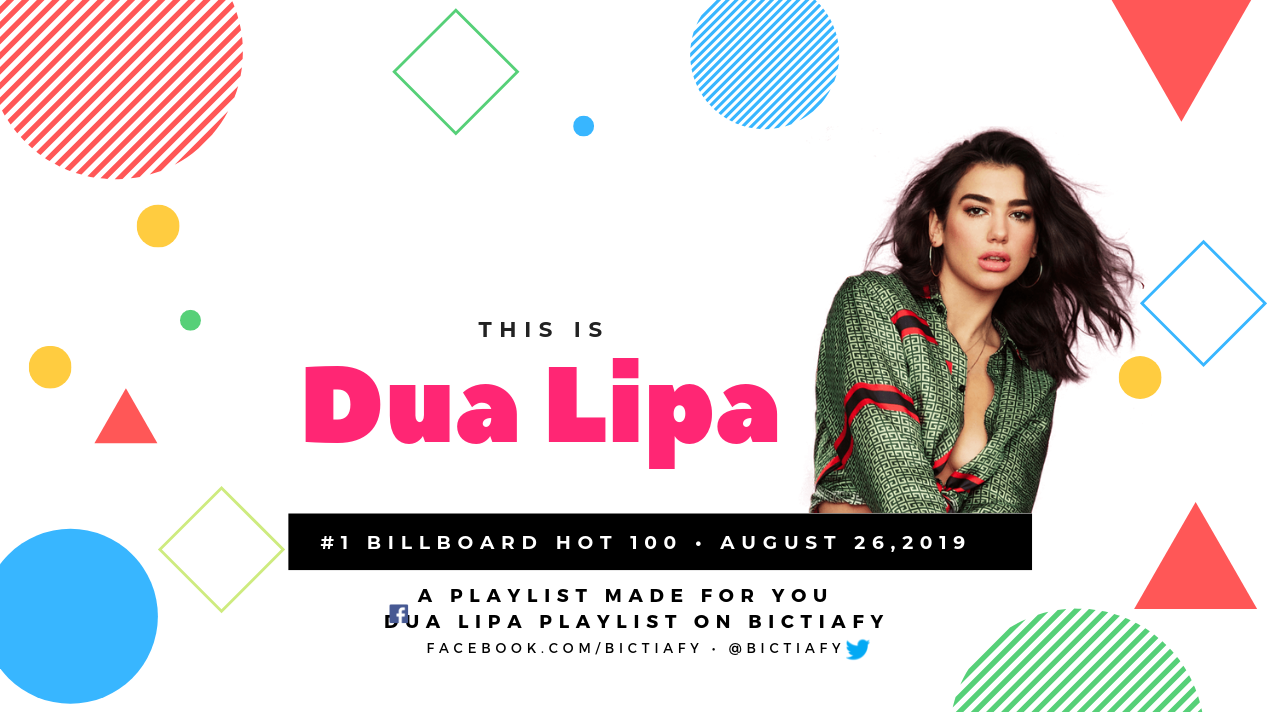 THIS IS
Dua Lipa
#1 BILLBOARD HOT 100 • AUGUST 26,2019
A PLAYLIST MADE FOR YOU
DUA LIPA PLAYLIST ON BICTIAFY
FACEBOOK.COM/BICTIAFY • @BICTIAFY